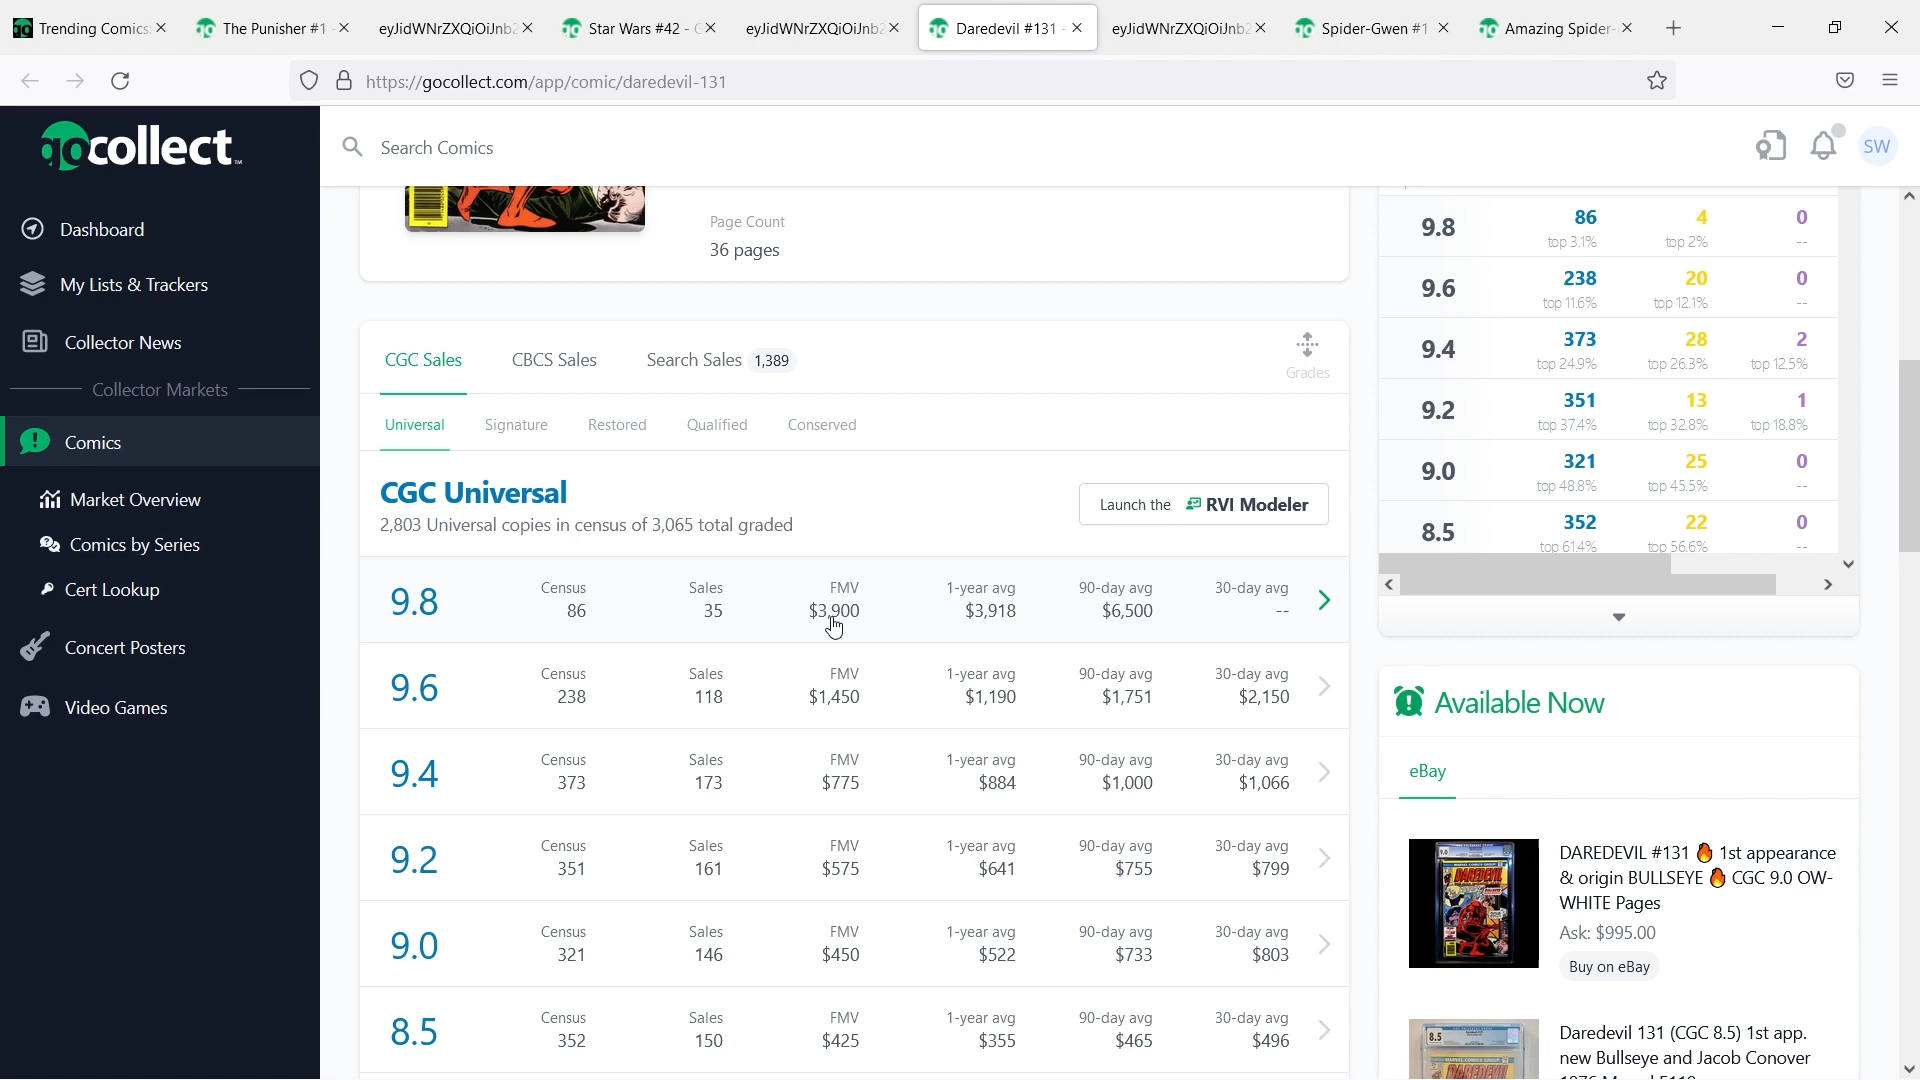 Trending Comics:
The Punisher #1 -
eyJidWNrZXQiOiJnb2
Star Wars #42 - C
eyJidWNrZXQiOiJnb2
Daredevil #131 -
eyJidWNrZXQiOiJnb2
Spider-Gwen #1
Amazing Spider-
https://gocollect.com/app/comic/daredevil-131
gocollect™
Search Comics
SW
Dashboard
My Lists & Trackers
Collector News
Collector Markets
Comics
Market Overview
Comics by Series
Cert Lookup
Concert Posters
Video Games
Page Count
36 pages
CGC Sales CBCS Sales Search Sales 1,389
Grades
Universal Signature Restored Qualified Conserved
CGC Universal
2,803 Universal copies in census of 3,065 total graded
Launch the RVI Modeler
9.8 Census 86 Sales 35 FMV $3,900 1-year avg $3,918 90-day avg $6,500 30-day avg --
9.6 Census 238 Sales 118 FMV $1,450 1-year avg $1,190 90-day avg $1,751 30-day avg $2,150
9.4 Census 373 Sales 173 FMV $775 1-year avg $884 90-day avg $1,000 30-day avg $1,066
9.2 Census 351 Sales 161 FMV $575 1-year avg $641 90-day avg $755 30-day avg $799
9.0 Census 321 Sales 146 FMV $450 1-year avg $522 90-day avg $733 30-day avg $803
8.5 Census 352 Sales 150 FMV $425 1-year avg $355 90-day avg $465 30-day avg $496
9.8 86 4 0
top 3.1% top 2% --
9.6 238 20 0
top 11.6% top 12.1% --
9.4 373 28 2
top 24.9% top 26.3% top 12.5%
9.2 351 13 1
top 37.4% top 32.8% top 18.8%
9.0 321 25 0
top 48.8% top 45.5% --
8.5 352 22 0
top 61.4% top 56.6% --
Available Now
eBay
DAREDEVIL #131 🔥 1st appearance
& origin BULLSEYE 🔥 CGC 9.0 OW-
WHITE Pages
Ask: $995.00
Buy on eBay
9.0
DAREDEVIL
8.5
Daredevil 131 (CGC 8.5) 1st app.
new Bullseye and Jacob Conover